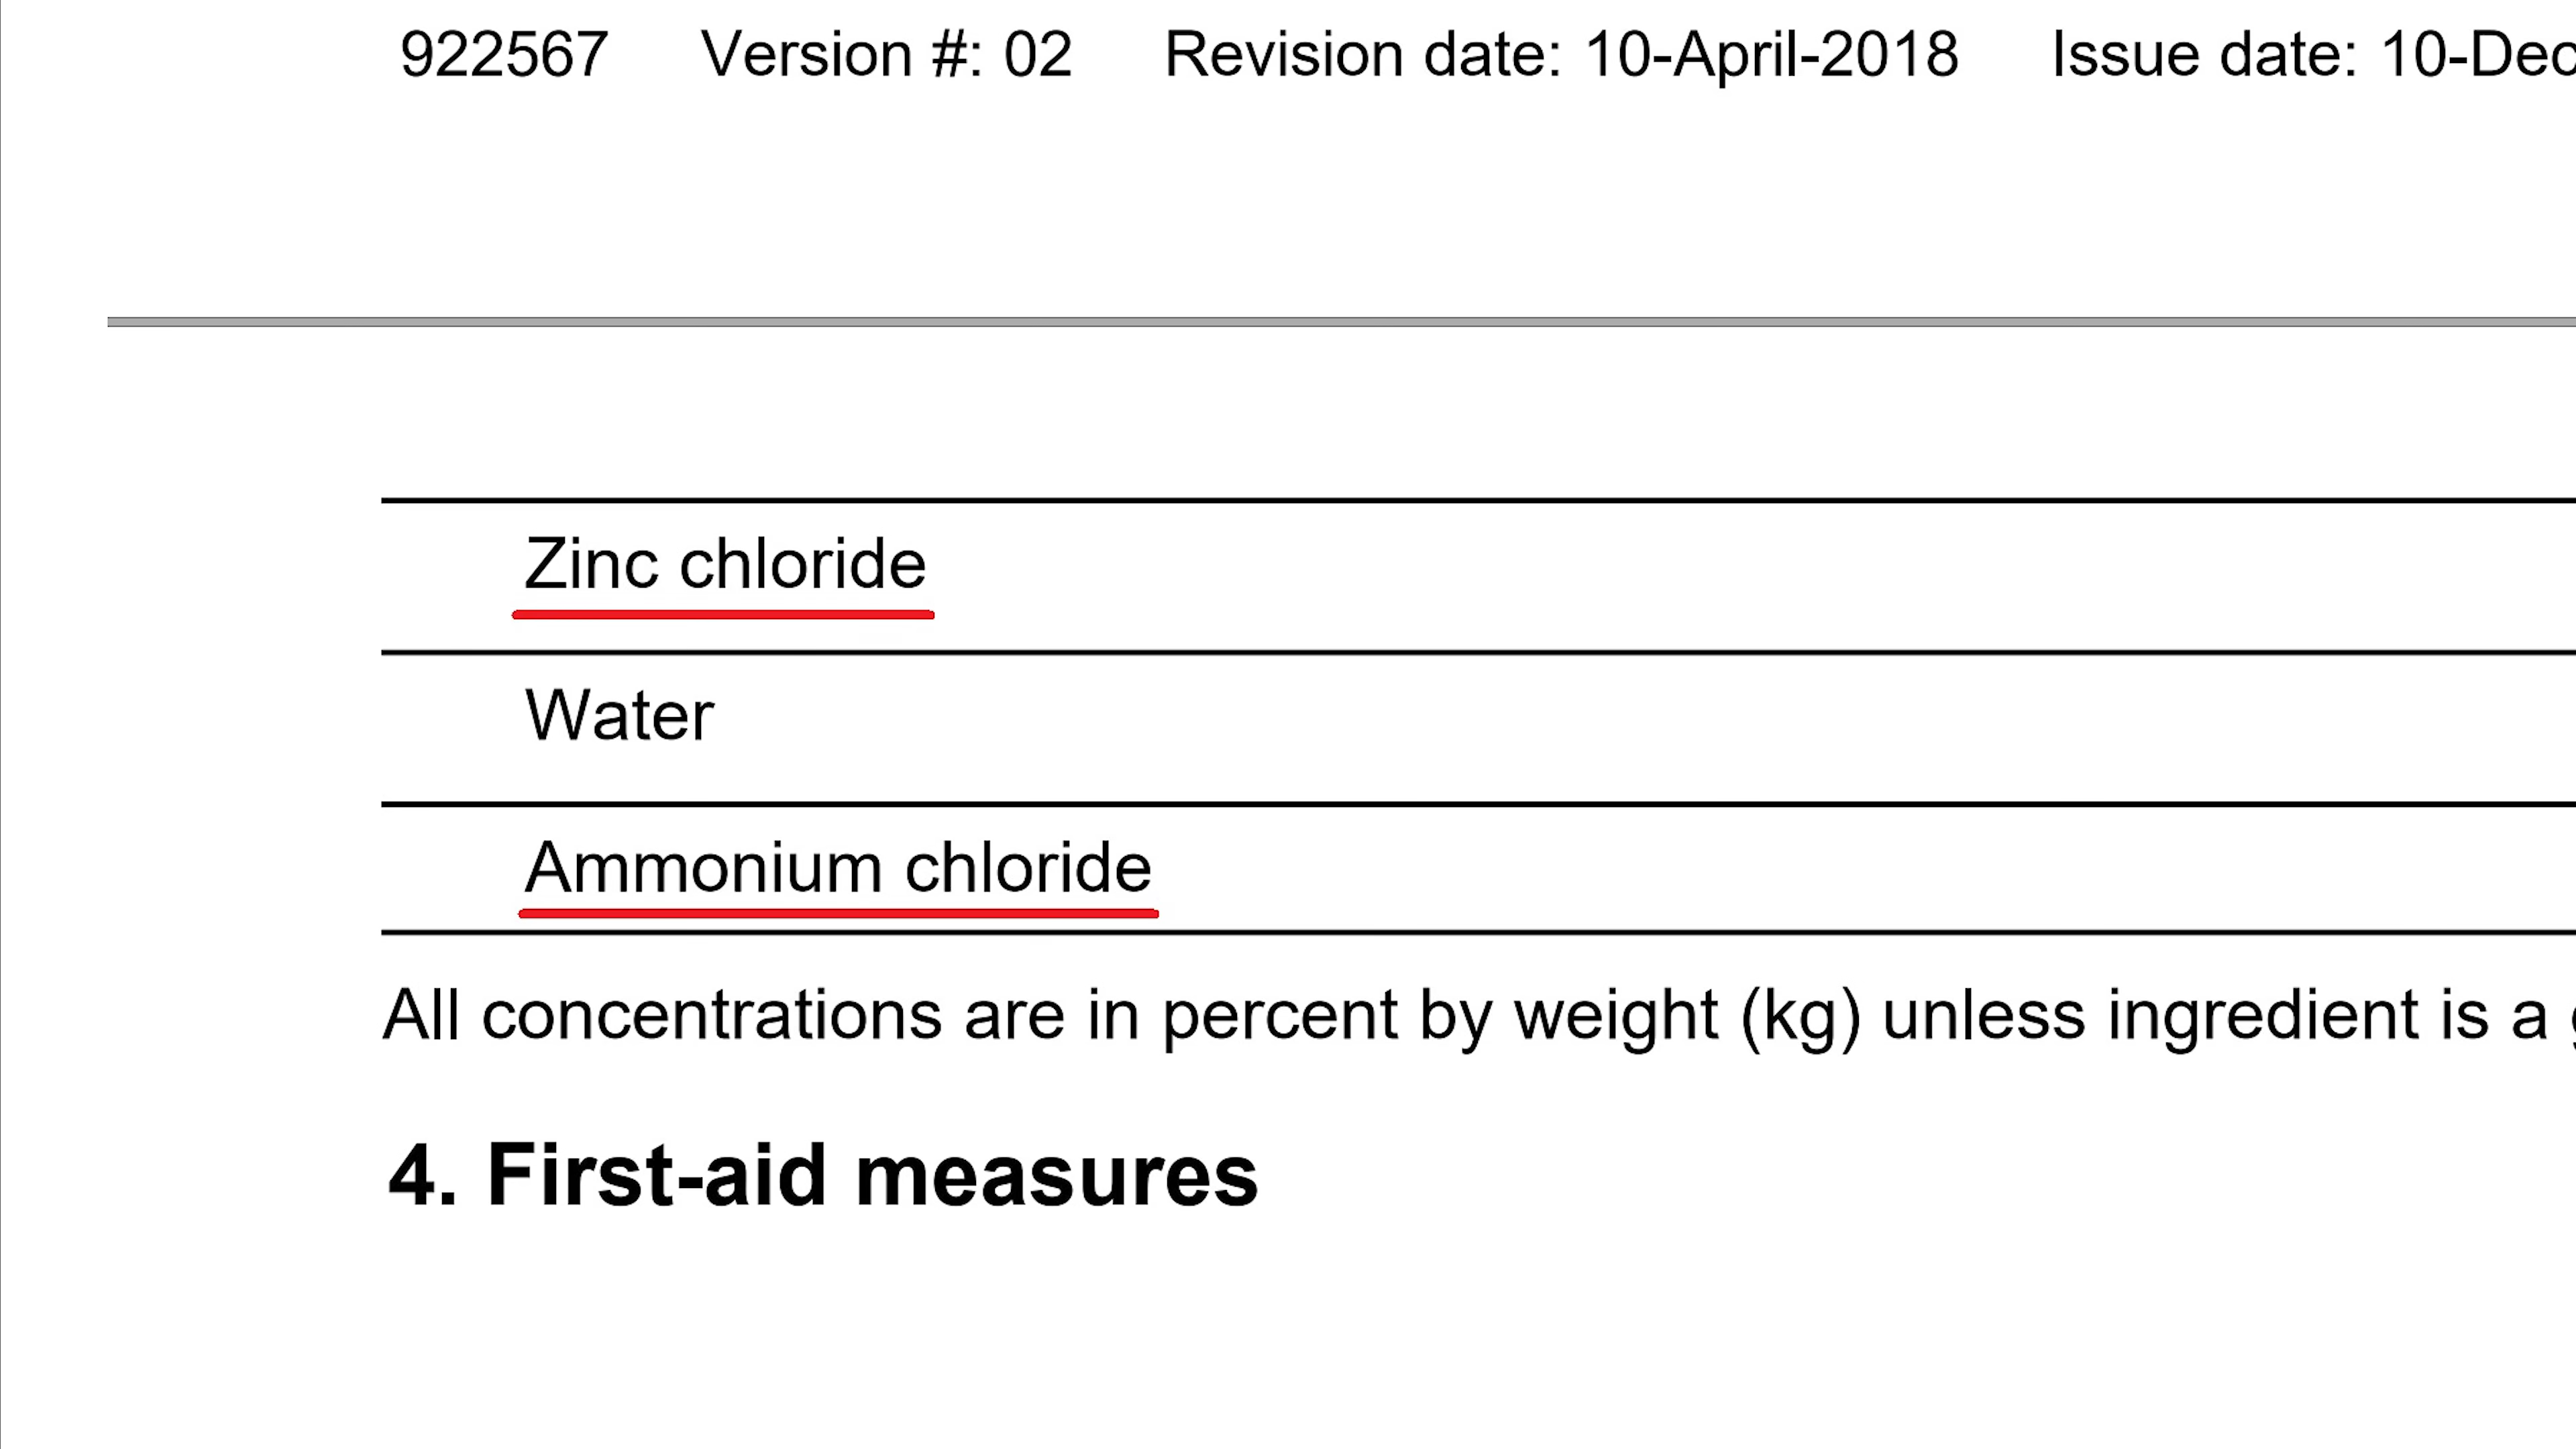 922567 Version #: 02 Revision date: 10-April-2018 Issue date: 10-Dec
Zinc chloride
Water
Ammonium chloride
All concentrations are in percent by weight (kg) unless ingredient is a
4. First-aid measures